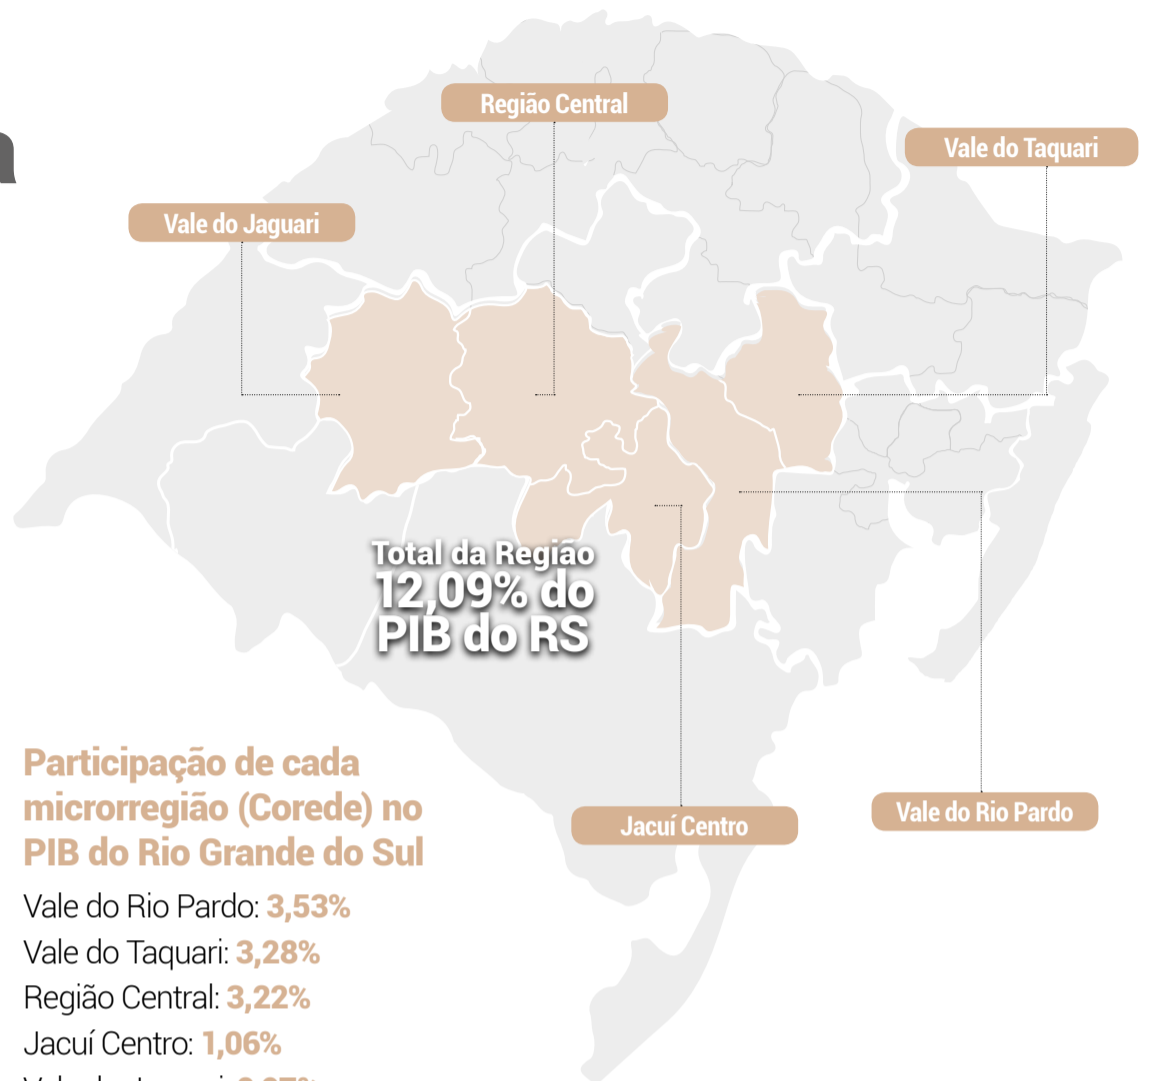 Região Central
Vale do Taquari
Vale do Jaguari
Total da Região
12,09% do
PIB do RS
Jacuí Centro
Vale do Rio Pardo
Participação de cada
microrregião (Corede) no
PIB do Rio Grande do Sul
Vale do Rio Pardo: 3,53%
Vale do Taquari: 3,28%
Região Central: 3,22%
Jacuí Centro: 1,06%